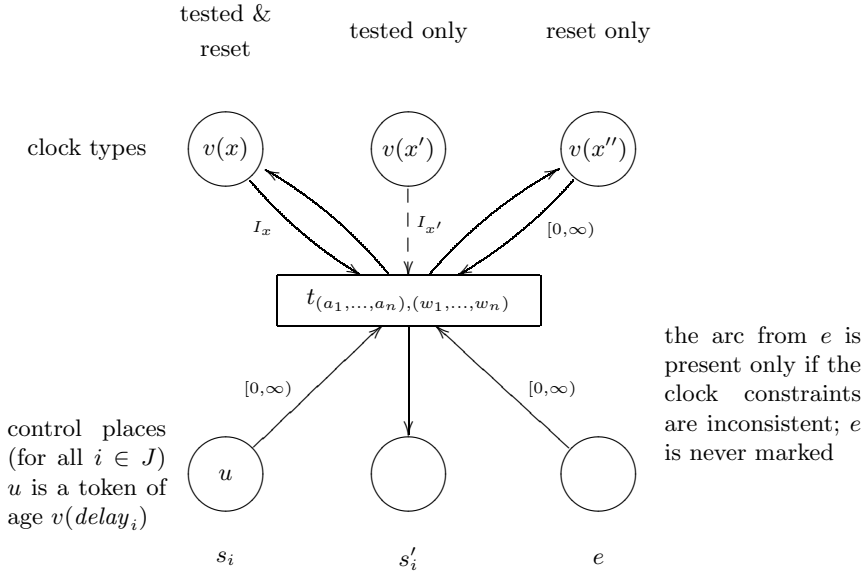 tested & reset
tested only
reset only
clock types
v(x)
v(x′)
v(x′′)
I_x
I_{x′}
[0,∞)
t_{(a_1,...,a_n),(w_1,...,w_n)}
[0,∞)
[0,∞)
the arc from e is
present only if the
clock constraints
are inconsistent; e
is never marked
control places
(for all i ∈ J)
u is a token of
age v(delay_i)
u
s_i
s′_i
e